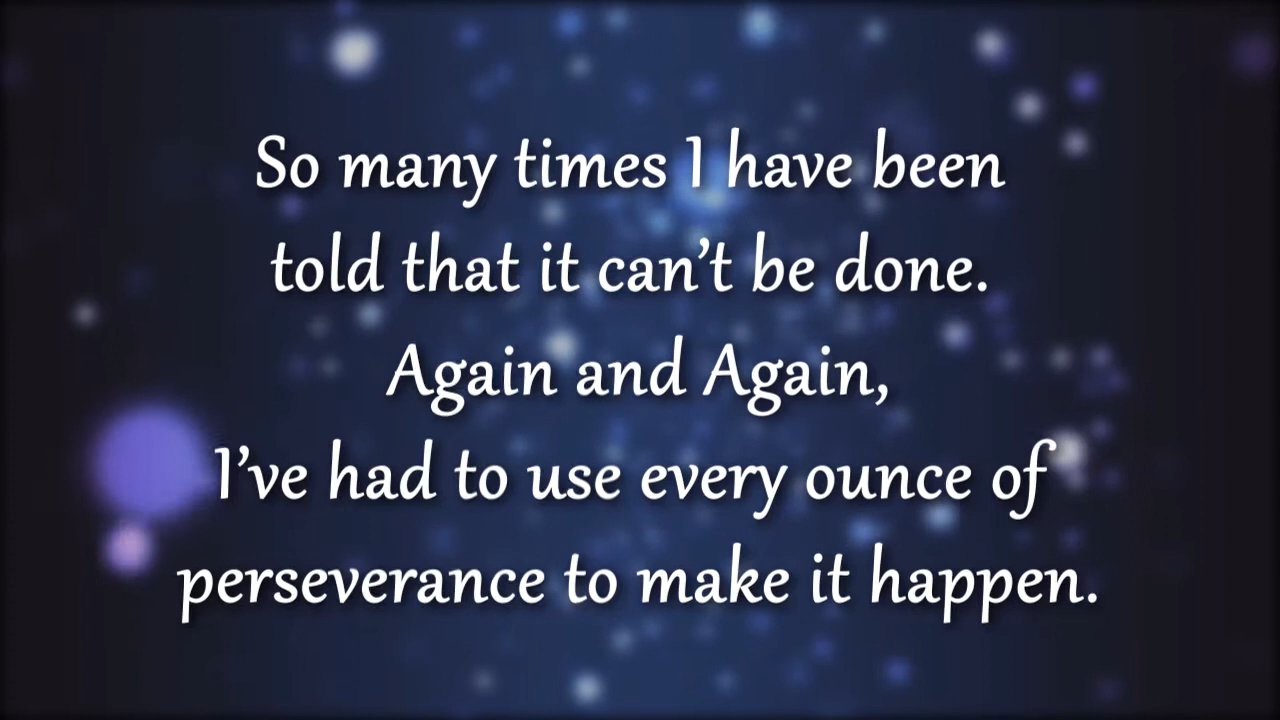 So many times I have been
told that it can’t be done.
Again and Again,
I’ve had to use every ounce of
perseverance to make it happen.